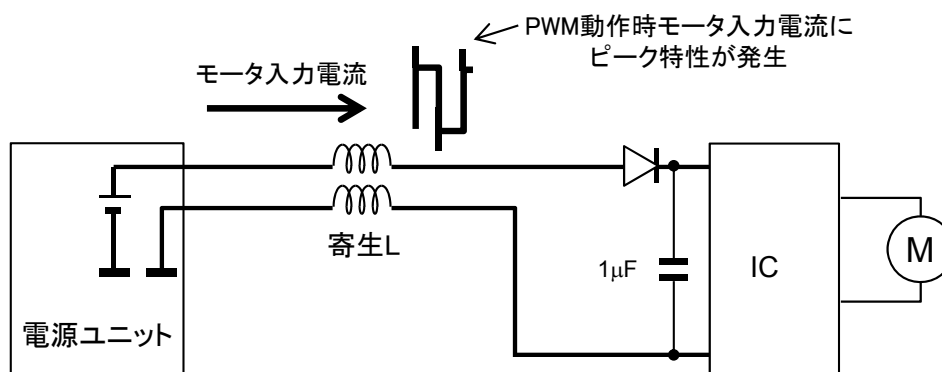 PWM動作時モータ入力電流に
ピーク特性が発生
モータ入力電流
寄生L
1μF
IC
M
電源ユニット